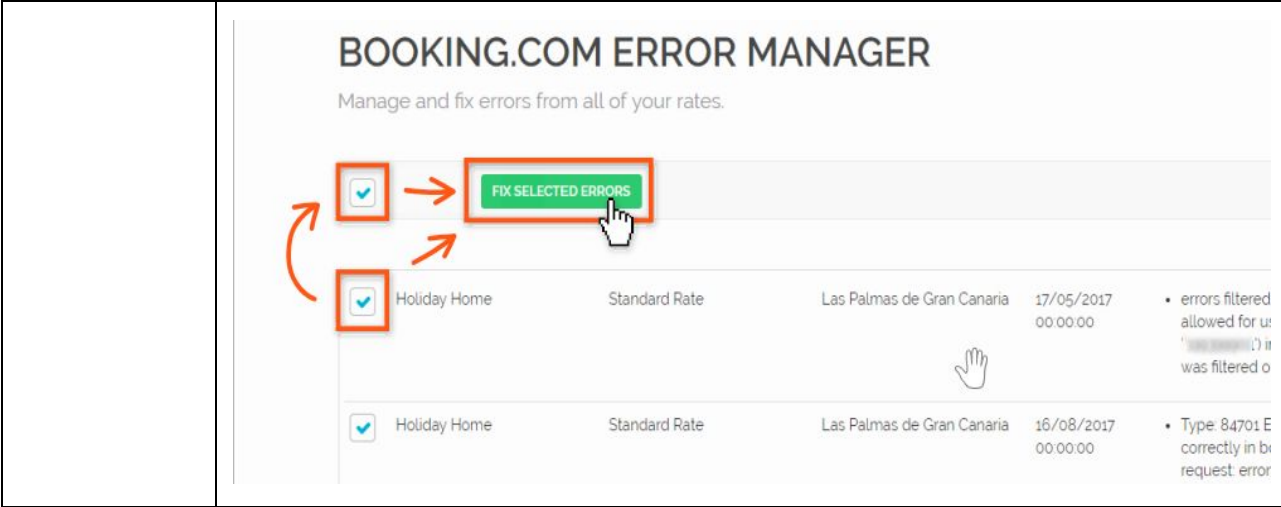 BOOKING.COM ERROR MANAGER
Manage and fix errors from all of your rates.
FIX SELECTED ERRORS
Holiday Home Standard Rate Las Palmas de Gran Canaria 17/05/2017 • errors filtered
00:00:00 allowed for
') in
was filtered
Holiday Home Standard Rate Las Palmas de Gran Canaria 16/08/2017 • Type: 84701
00:00:00 correctly in
request: error